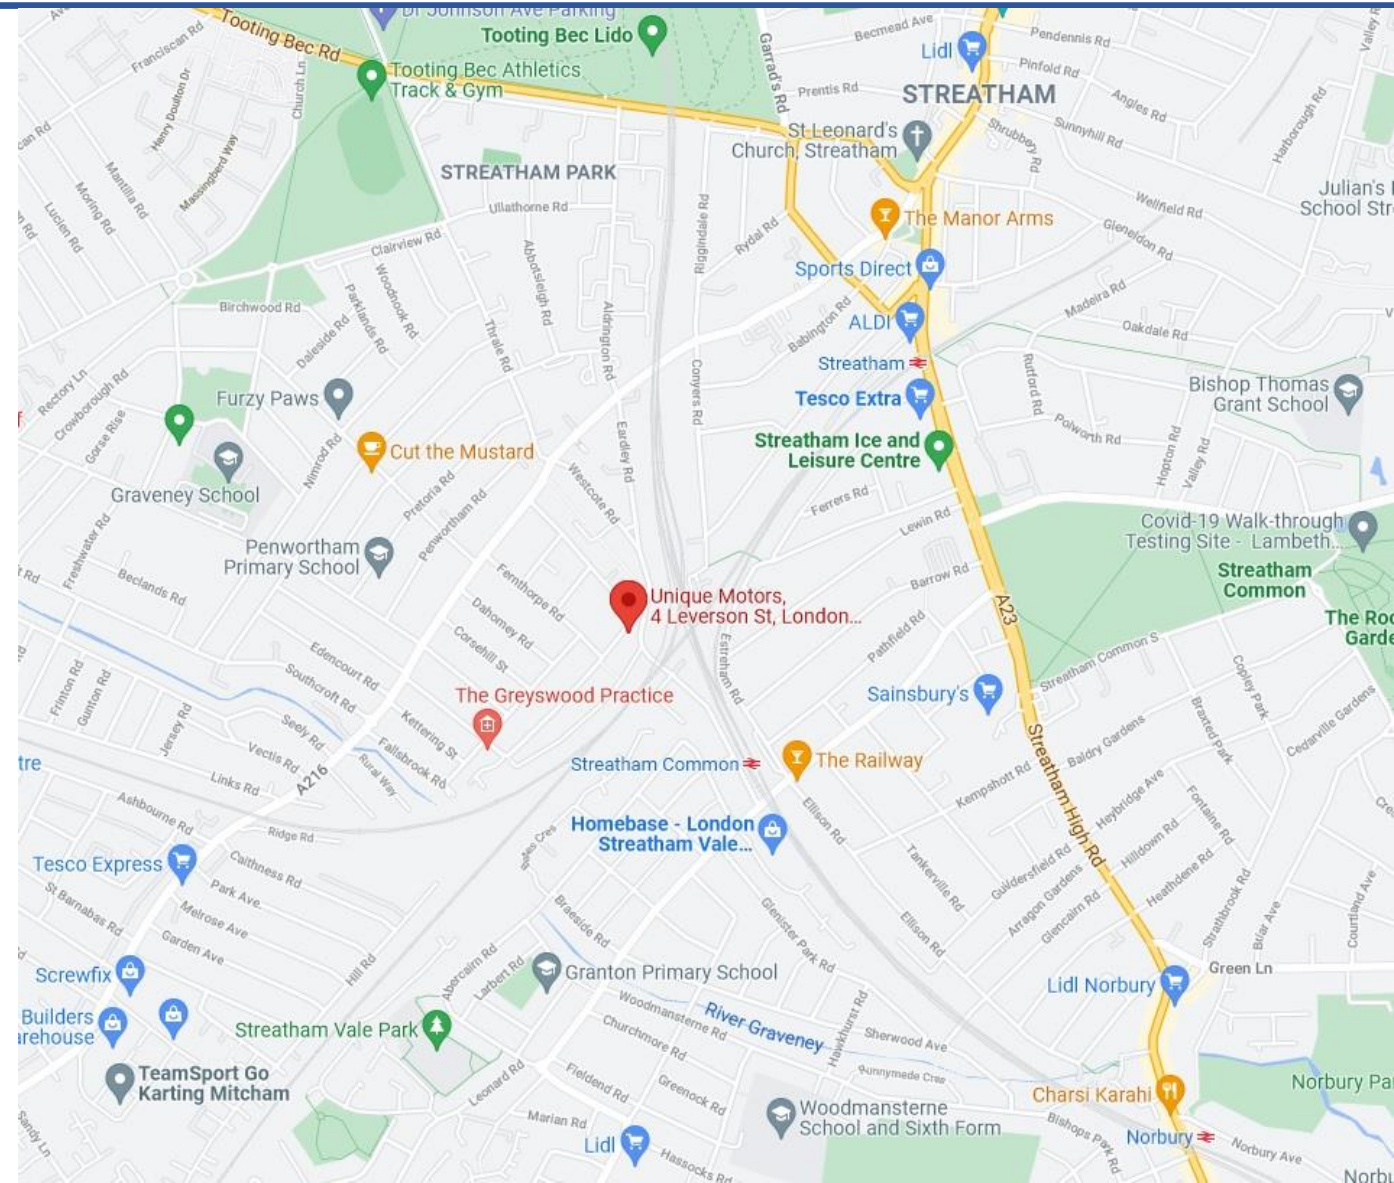 Dr Johnson Ave Parking
Tooting Bec Rd
Tooting Bec Lido
Franciscan Rd
Church Ln
Tooting Bec Athletics
Track & Gym
Garrad's Rd
Becmead Ave
Lidl
Pendennis Rd
Pinfold Rd
Prentis Rd
STREATHAM
Angles Rd
Sunnyhill Rd
Shrubbery Rd
Harborough Rd
Henry Doulton Dr
St Leonard's
Church, Streatham
Massingberd Way
Mantilla Rd
Moring Rd
Lucien Rd
STREATHAM PARK
Ullathorne Rd
Wellfield Rd
Gleneldon Rd
The Manor Arms
Riggindale Rd
Rydal Rd
Clairview Rd
Abbotsleigh Rd
Woodnook Rd
Parklands Rd
Sports Direct
Birchwood Rd
Daleside Rd
Thrale Rd
Aldrington Rd
Babington Rd
ALDI
Madeira Rd
Oakdale Rd
Streatham
Conyers Rd
Rectory Ln
Crowborough Rd
Gorse Rise
Furzy Paws
Tesco Extra
Rutford Rd
Bishop Thomas
Grant School
Polworth Rd
Hopton Rd
Valley Rd
Nimrod Rd
Cut the Mustard
Eardley Rd
Streatham Ice and
Leisure Centre
Graveney School
Pretoria Rd
Penwortham Rd
Westcote Rd
Ferrers Rd
Lewin Rd
Covid-19 Walk-through
Testing Site - Lambeth...
Freshwater Rd
Penwortham
Primary School
Beclands Rd
Fernthorpe Rd
Barrow Rd
Streatham
Common
Unique Motors,
4 Leverson St, London...
Dahomey Rd
Corsehill St
Estreham Rd
Pathfield Rd
A23
Streatham Common S
Edencourt Rd
Southcroft Rd
Frinton Rd
Gunton Rd
Jersey Rd
The Greyswood Practice
Sainsbury's
Copley Park
Braxted Park
Cedarville Gardens
Seely Rd
Vectis Rd
Kettering St
Fallsbrook Rd
Rural Way
Links Rd
A216
Streatham Common
The Railway
Kempshott Rd
Baldry Gardens
Streatham High Rd
Heybridge Ave
Fontaine Rd
Ashbourne Rd
Ridge Rd
Homebase - London
Streatham Vale...
Ellison Rd
Hilldown Rd
Guildersfield Rd
Heathdene Rd
Tesco Express
Caithness Rd
Park Ave
Tankerville Rd
Arragon Gardens
Glencairn Rd
St Barnabas Rd
Melrose Ave
Garden Ave
Braeside Rd
Glenister Park Rd
Ellison Rd
Strathbrook Rd
Briar Ave
Courtland Ave
Screwfix
Hill Rd
Abercairn Rd
Larbert Rd
Granton Primary School
Green Ln
Lidl Norbury
Builders
Streatham Vale Park
Woodmansterne Rd
River Graveney
Churchmore Rd
Hawkhurst Rd
Sherwood Ave
TeamSport Go
Karting Mitcham
Leonard Rd
Fieldend Rd
Greenock Rd
Charsi Karahi
Sandy Ln
Marian Rd
Woodmansterne
School and Sixth Form
Bishops Park Rd
Lidl
Hassocks Rd
Norbury
Norbury Ave